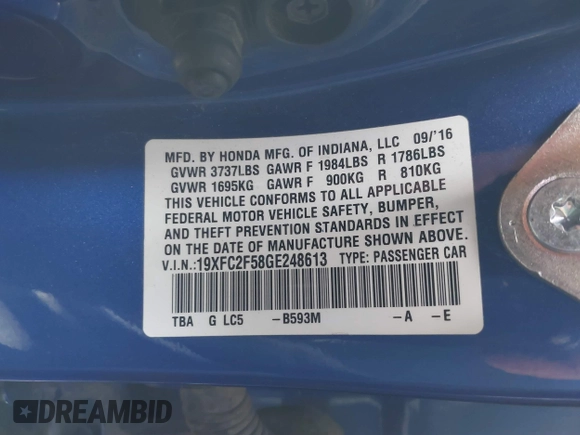 MFD. BY HONDA MFG. OF INDIANA, LLC 09/'16
GVWR 3737LBS GAWR F 1984LBS R 1786LBS
GVWR 1695KG GAWR F 900KG R 810KG
THIS VEHICLE CONFORMS TO ALL APPLICABLE
FEDERAL MOTOR VEHICLE SAFETY, BUMPER,
AND THEFT PREVENTION STANDARDS IN EFFECT
ON THE DATE OF MANUFACTURE SHOWN ABOVE.
V.I.N.:19XFC2F58GE248613 TYPE: PASSENGER CAR
TBA G LC5 -B593M -A -E
DREAMBID